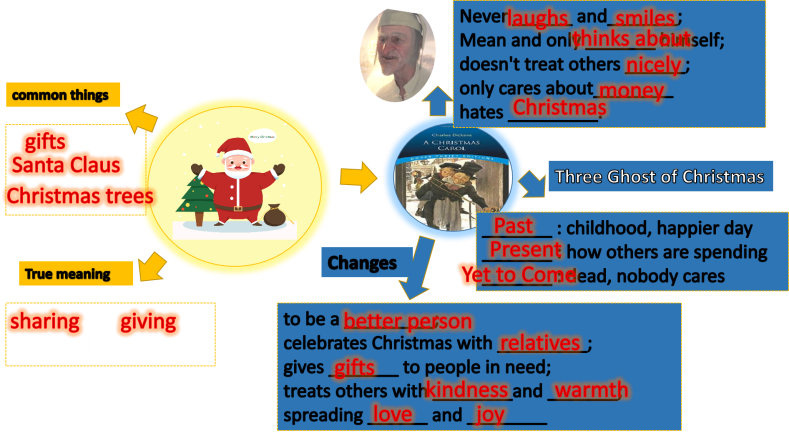 Never laughs and smiles;
Mean and only thinks about himself;
doesn't treat others nicely;
only cares about money
hates Christmas.
common things
gifts
Santa Claus
Christmas trees
Merry Christmas
Charles Dickens
A CHRISTMAS
CAROL
Three Ghost of Christmas
Past : childhood, happier day
Present : how others are spending
Yet to Come : dead, nobody cares
True meaning
sharing giving
Changes
to be a better person;
celebrates Christmas with relatives;
gives gifts to people in need;
treats others with kindness and warmth
spreading love and joy